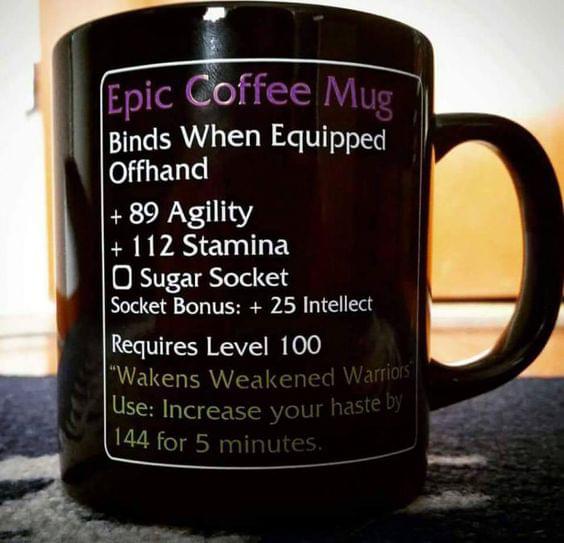 Epic Coffee Mug
Binds When Equipped
Offhand
+ 89 Agility
+ 112 Stamina
Sugar Socket
Socket Bonus: + 25 Intellect
Requires Level 100
"Wakens Weakened Warriors"
Use: Increase your haste by
144 for 5 minutes.